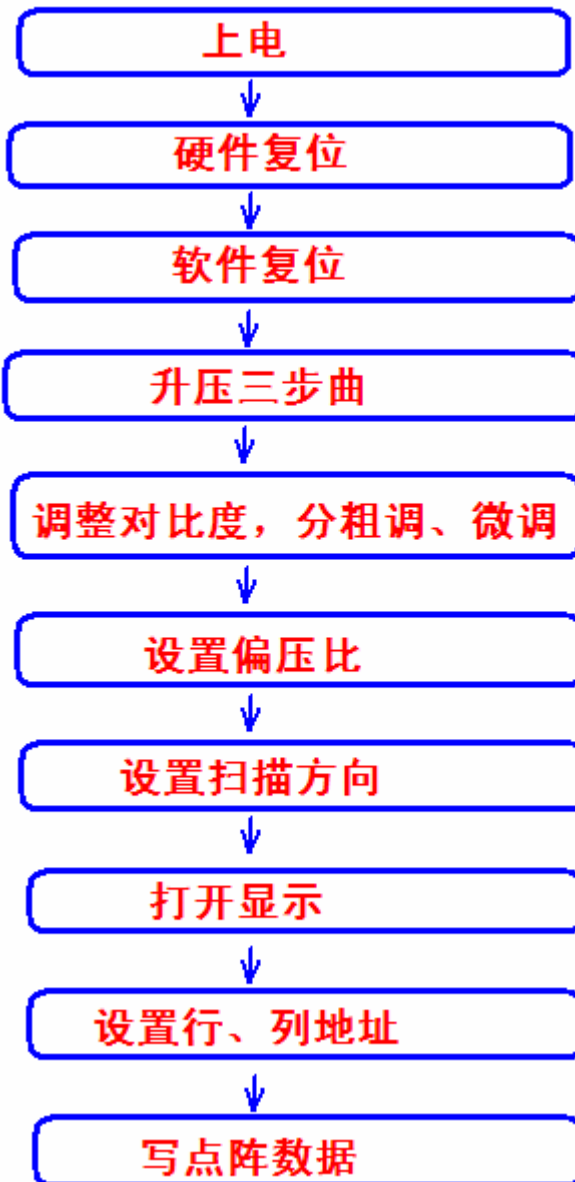 上电
硬件复位
软件复位
升压三步曲
调整对比度，分粗调、微调
设置偏压比
设置扫描方向
打开显示
设置行、列地址
写点阵数据